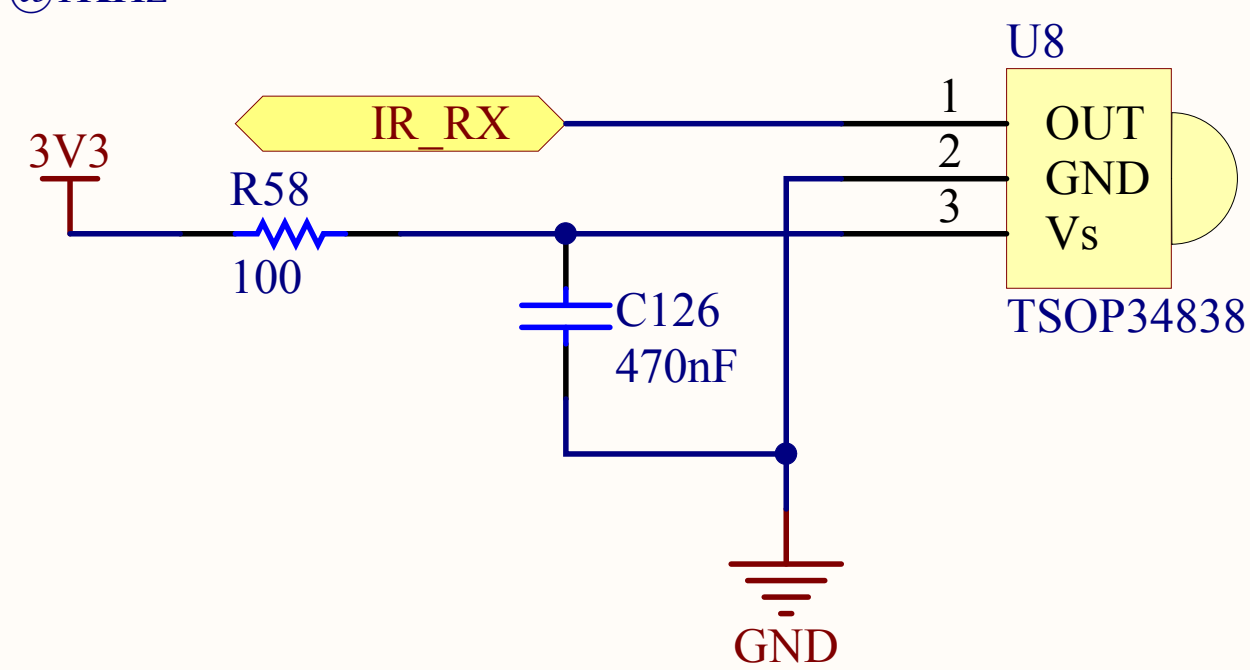 U8
IR_RX
1
OUT
2
GND
3
Vs
3V3
R58
100
C126
470nF
TSOP34838
GND